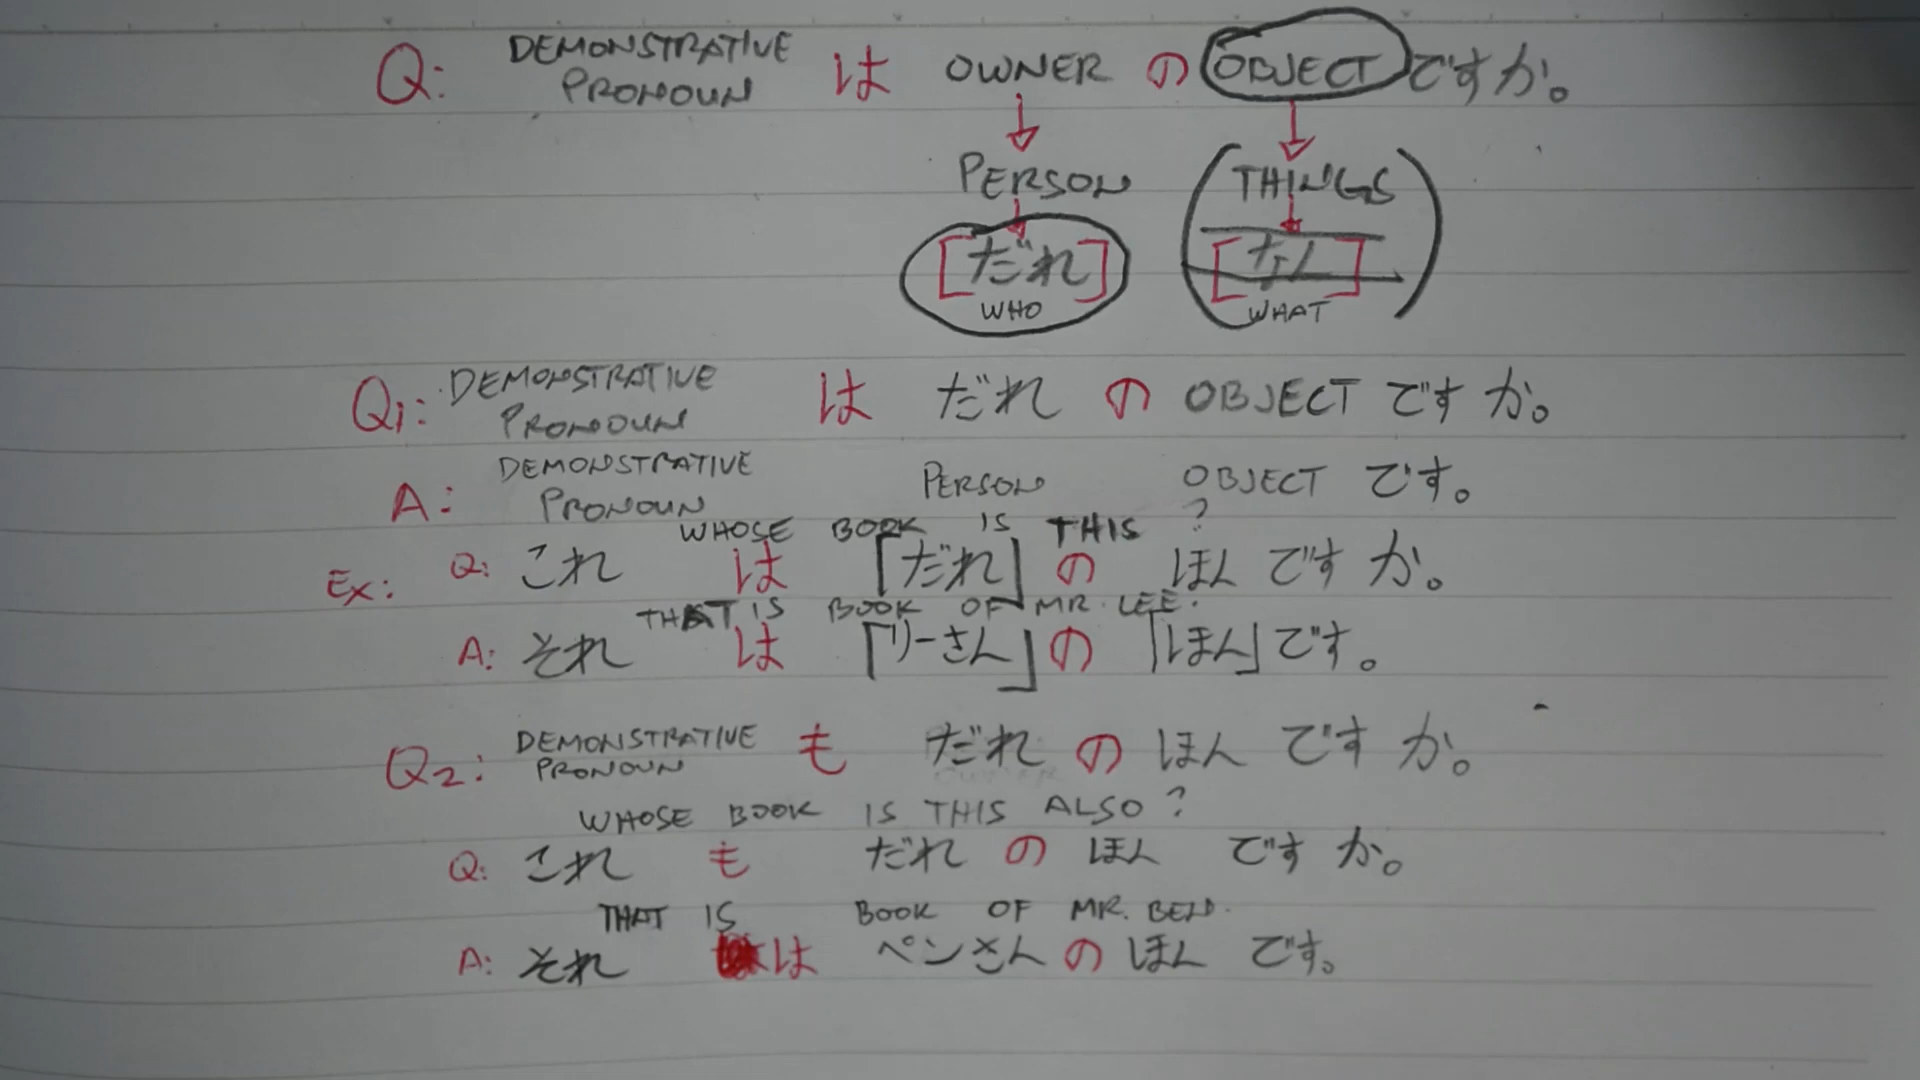 Q: DEMONSTRATIVE PRONOUN は OWNER の OBJECT ですか。
PERSON (THINGS
[だれ] [なん]
WHO WHAT)
Q1: DEMONSTRATIVE PRONOUN は だれ の OBJECT ですか。
A: DEMONSTRATIVE PRONOUN PERSON OBJECT です。
WHOSE BOOK IS THIS ?
Ex: Q: これ は 「だれ」 の ほん ですか。
THAT IS BOOK OF MR. LEE.
A: それ は 「リーさん」 の 「ほん」 です。
Q2: DEMONSTRATIVE PRONOUN も だれ の ほん ですか。
WHOSE BOOK IS THIS ALSO ?
Q: これ も だれ の ほん ですか。
THAT IS BOOK OF MR.
A: それ は ペンさん の ほん です。